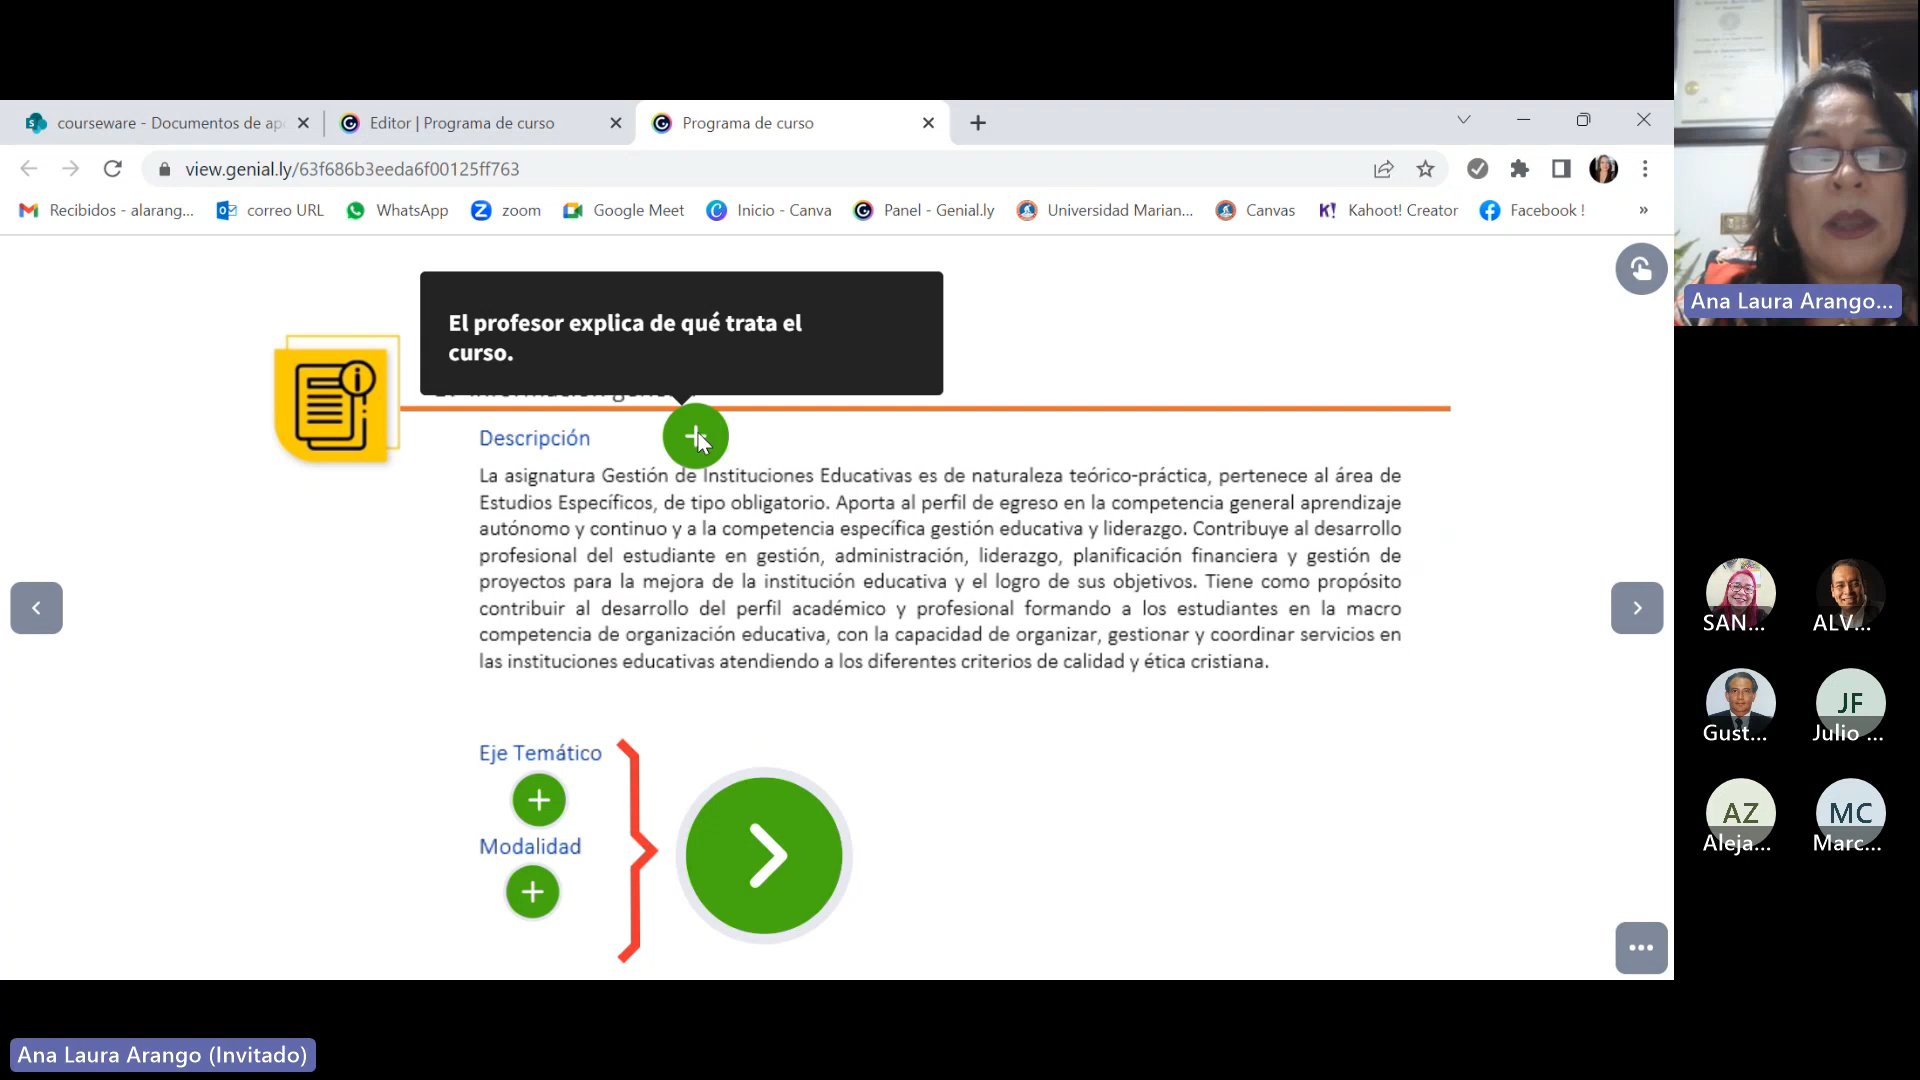 courseware - Documentos de ap
Editor | Programa de curso
Programa de curso
view.genial.ly/63f686b3eeda6f00125ff763
Recibidos - alarang...
correo URL
WhatsApp
zoom
Google Meet
Inicio - Canva
Panel - Genial.ly
Universidad Marian...
Canvas
K! Kahoot! Creator
Facebook !
»
El profesor explica de qué trata el
curso.
Descripción
La asignatura Gestión de Instituciones Educativas es de naturaleza teórico-práctica, pertenece al área de
Estudios Específicos, de tipo obligatorio. Aporta al perfil de egreso en la competencia general aprendizaje
autónomo y continuo y a la competencia específica gestión educativa y liderazgo. Contribuye al desarrollo
profesional del estudiante en gestión, administración, liderazgo, planificación financiera y gestión de
proyectos para la mejora de la institución educativa y el logro de sus objetivos. Tiene como propósito
contribuir al desarrollo del perfil académico y profesional formando a los estudiantes en la macro
competencia de organización educativa, con la capacidad de organizar, gestionar y coordinar servicios en
las instituciones educativas atendiendo a los diferentes criterios de calidad y ética cristiana.
Eje Temático
Modalidad
Ana Laura Arango...
SAN...
ALV...
Gust...
JF
Julio ...
AZ
Aleja...
MC
Marc...
Ana Laura Arango (Invitado)